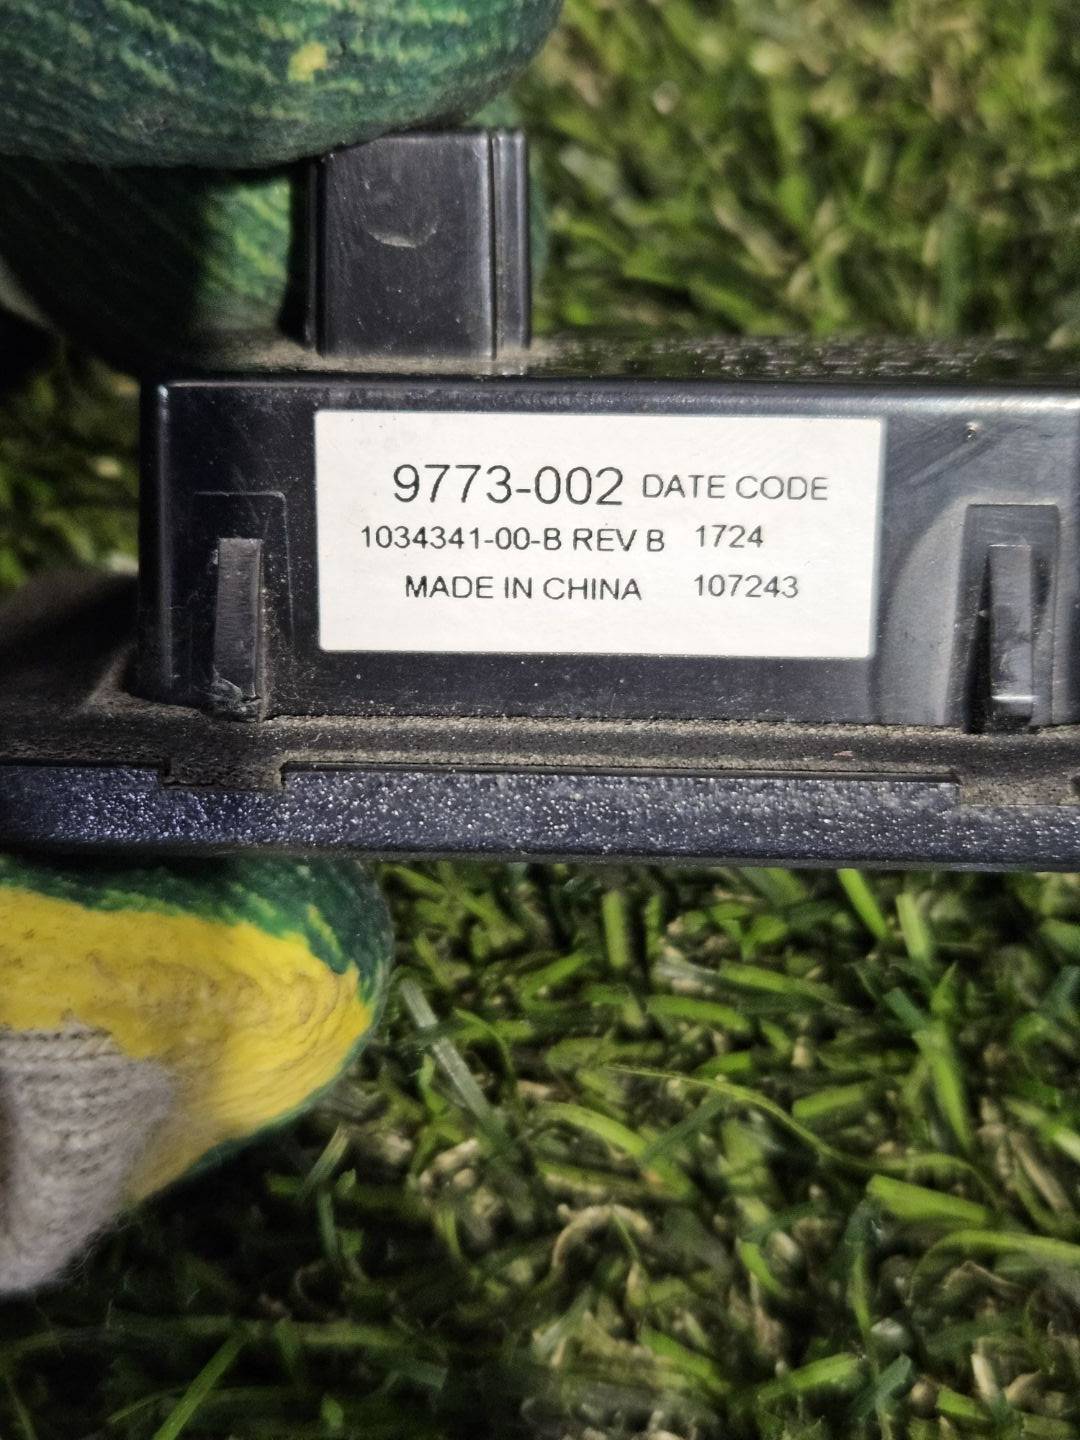 9773-002 DATE CODE
1034341-00-B REV B 1724
MADE IN CHINA 107243